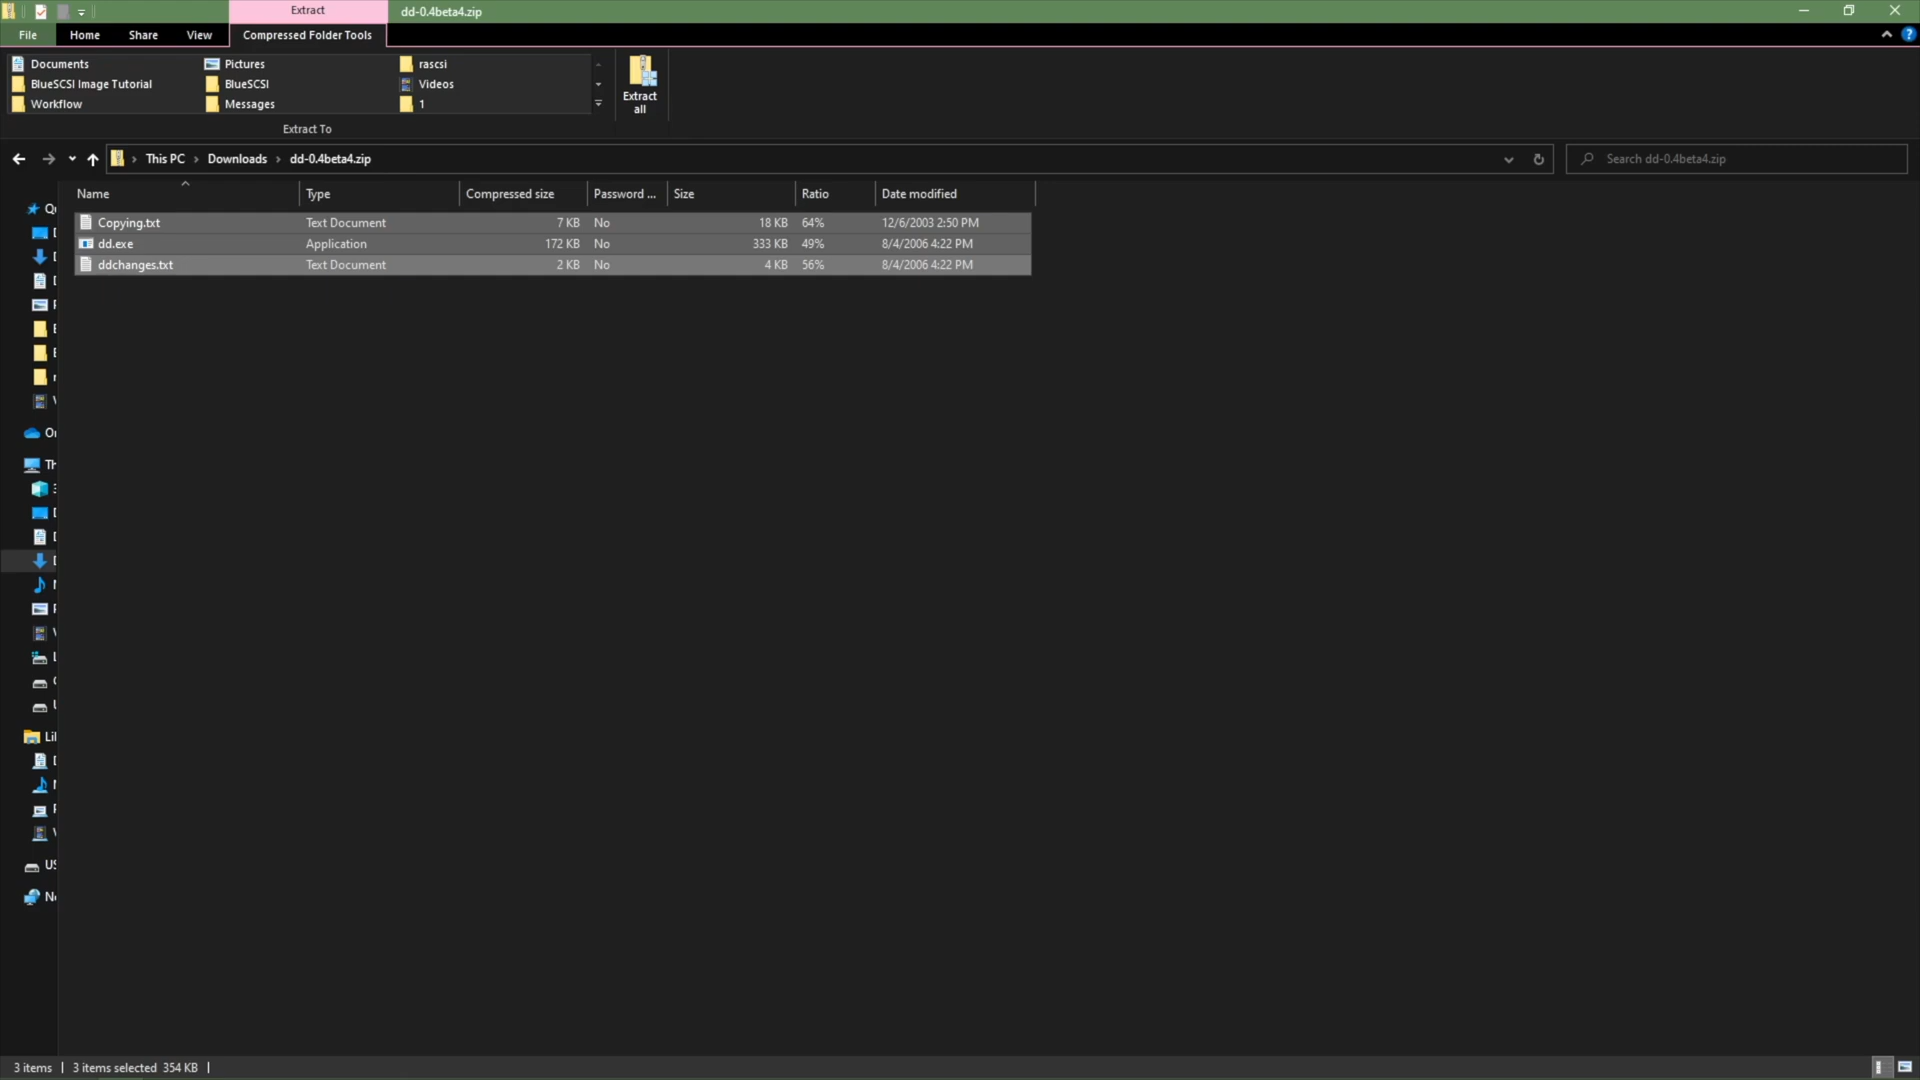 Extract
dd-0.4beta4.zip
File Home Share View Compressed Folder Tools
Documents Pictures rascsi
BlueSCSI Image Tutorial BlueSCSI Videos
Workflow Messages 1
Extract all
Extract To
This PC Downloads dd-0.4beta4.zip
Search dd-0.4beta4.zip
Name Type Compressed size Password ... Size Ratio Date modified
Copying.txt Text Document 7 KB No 18 KB 64% 12/6/2003 2:50 PM
dd.exe Application 172 KB No 333 KB 49% 8/4/2006 4:22 PM
ddchanges.txt Text Document 2 KB No 4 KB 56% 8/4/2006 4:22 PM
3 items 3 items selected 354 KB